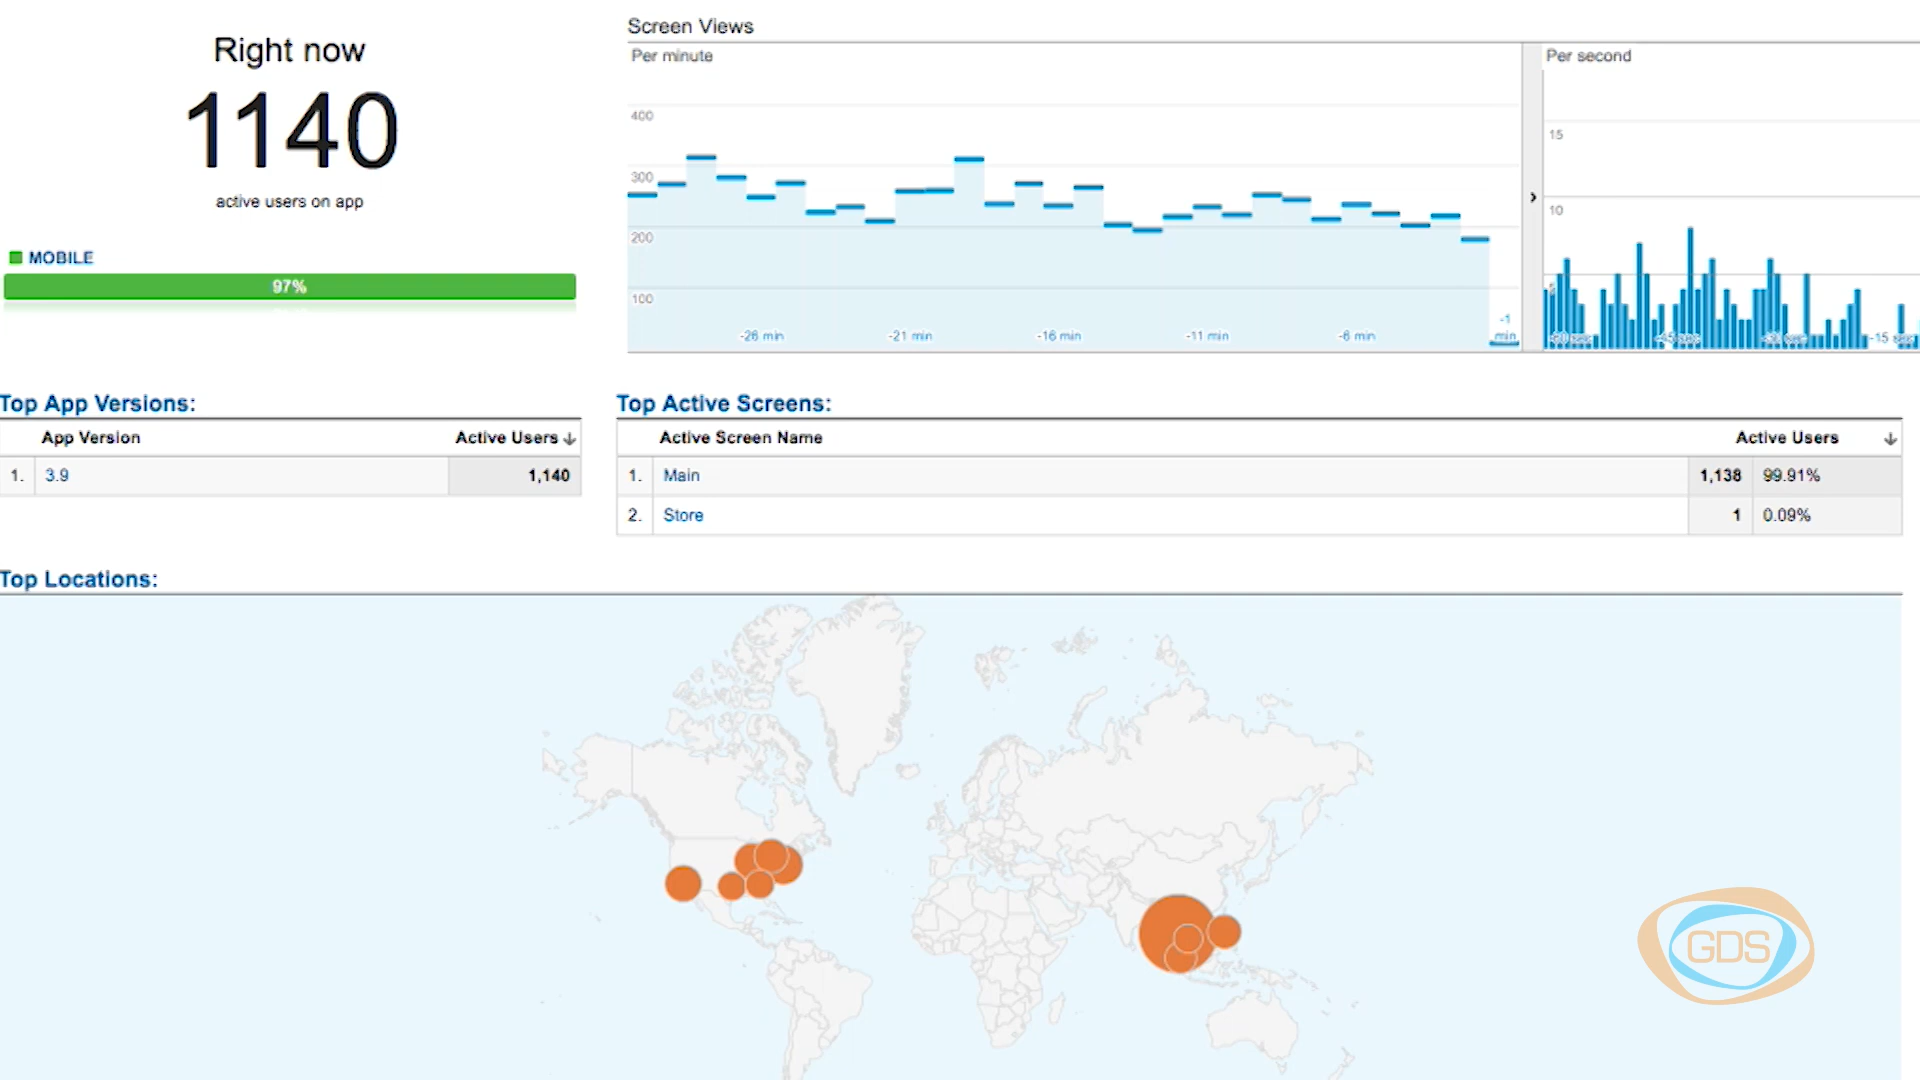 Right now
1140
active users on app
MOBILE
97%
Screen Views
Per minute
400
300
200
100
-26 min
-21 min
-16 min
-11 min
-6 min
-1
min
Per second
15
10
-15 sec
Top App Versions:
App Version Active Users
1. 3.9 1,140
Top Active Screens:
Active Screen Name Active Users
1. Main 1,138 99.91%
2. Store 1 0.09%
Top Locations:
GDS